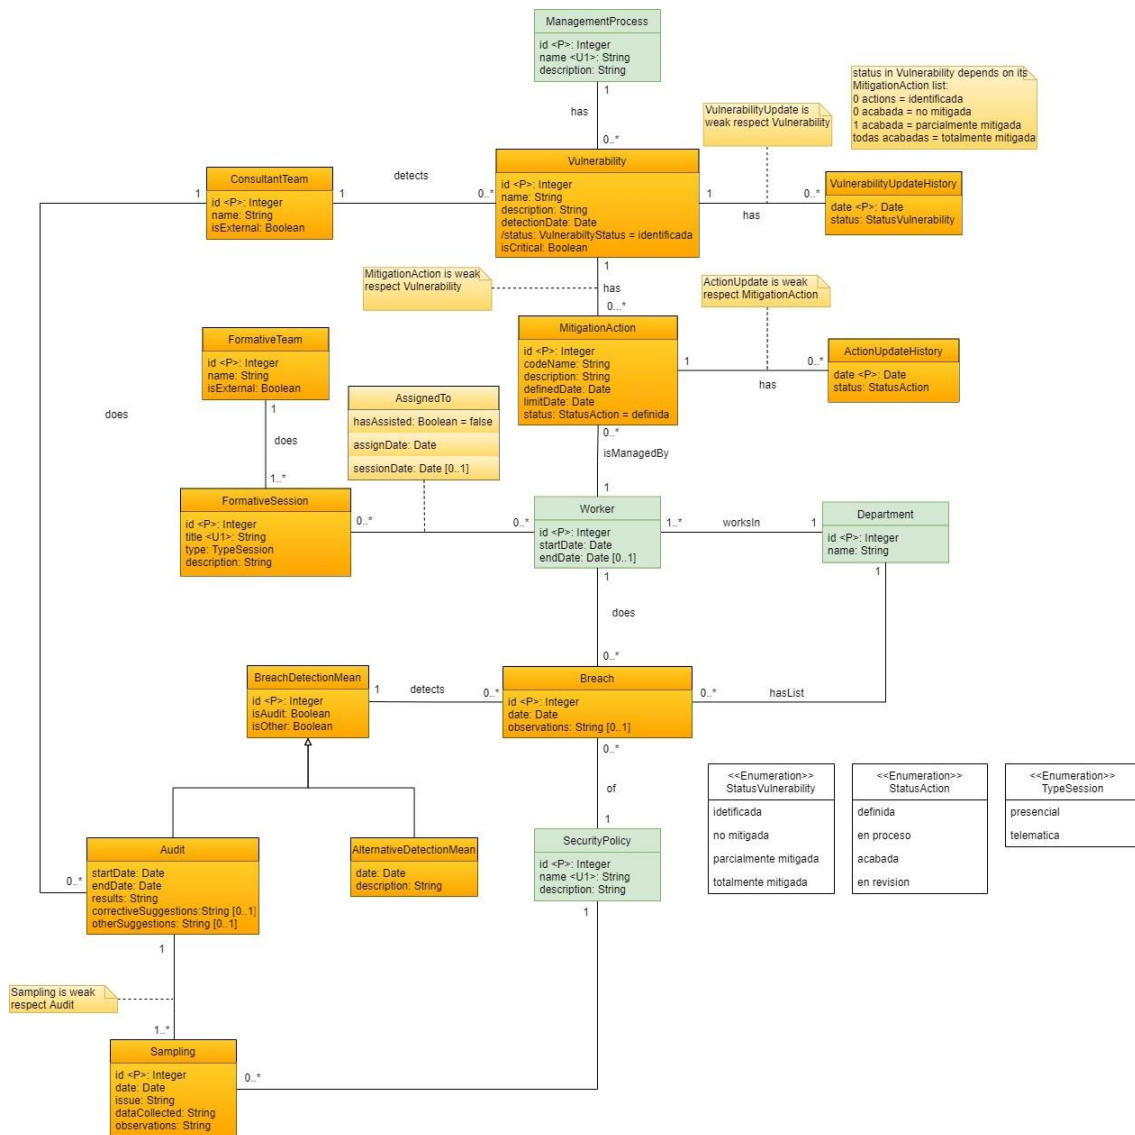 ManagementProcess
id <P>: Integer
name <U1>: String
description: String
1
has
0..*
status in Vulnerability depends on its
MitigationAction list:
0 actions = identificada
0 acabada = no mitigada
1 acabada = parcialmente mitigada
todas acabadas = totalmente mitigada
VulnerabilityUpdate is
weak respect Vulnerability
ConsultantTeam
id <P>: Integer
name: String
isExternal: Boolean
1
1
detects
0..*
Vulnerability
id <P>: Integer
name: String
description: String
detectionDate: Date
/status: VulnerabiltyStatus = identificada
isCritical: Boolean
1
has
0..*
VulnerabilityUpdateHistory
date <P>: Date
status: StatusVulnerability
MitigationAction is weak
respect Vulnerability
1
has
0...*
ActionUpdate is weak
respect MitigationAction
FormativeTeam
id <P>: Integer
name: String
isExternal: Boolean
1
does
1..*
does
MitigationAction
id <P>: Integer
codeName: String
description: String
definedDate: Date
limitDate: Date
status: StatusAction = definida
1
has
0..*
ActionUpdateHistory
date <P>: Date
status: StatusAction
AssignedTo
hasAssisted: Boolean = false
assignDate: Date
sessionDate: Date [0..1]
0..*
isManagedBy
1
FormativeSession
id <P>: Integer
title <U1>: String
type: TypeSession
description: String
0..*
0..*
Worker
id <P>: Integer
startDate: Date
endDate: Date [0..1]
1..*
worksIn
1
Department
id <P>: Integer
name: String
1
1
does
0..*
BreachDetectionMean
id <P>: Integer
isAudit: Boolean
isOther: Boolean
1
detects
0..*
Breach
id <P>: Integer
date: Date
observations: String [0..1]
0..*
hasList
0..*
of
1
<<Enumeration>>
StatusVulnerability
idetificada
no mitigada
parcialmente mitigada
totalmente mitigada
<<Enumeration>>
StatusAction
definida
en proceso
acabada
en revision
<<Enumeration>>
TypeSession
presencial
telematica
0..*
Audit
startDate: Date
endDate: Date
results: String
correctiveSuggestions:String [0..1]
otherSuggestions: String [0..1]
AlternativeDetectionMean
date: Date
description: String
SecurityPolicy
id <P>: Integer
name <U1>: String
description: String
1
1
Sampling is weak
respect Audit
1..*
Sampling
id <P>: Integer
date: Date
issue: String
dataCollected: String
observations: String
0..*